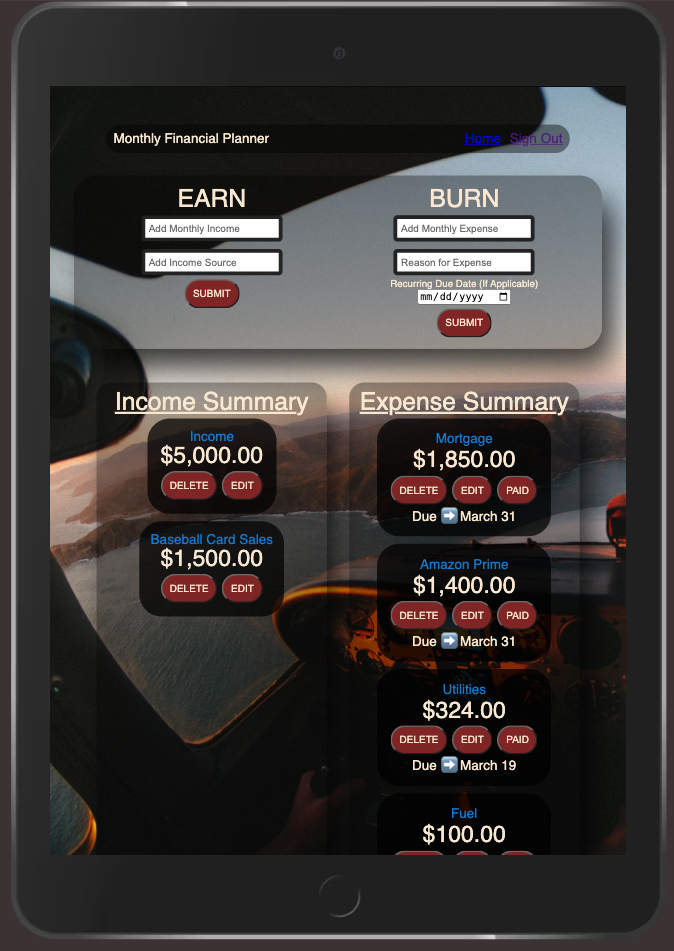 Monthly Financial Planner Home Sign Out
EARN
Add Monthly Income
Add Income Source
SUBMIT
BURN
Add Monthly Expense
Reason for Expense
Recurring Due Date (If Applicable)
mm/dd/yyyy
SUBMIT
Income Summary
Income
$5,000.00
DELETE EDIT
Baseball Card Sales
$1,500.00
DELETE EDIT
Expense Summary
Mortgage
$1,850.00
DELETE EDIT PAID
Due ➡️ March 31
Amazon Prime
$1,400.00
DELETE EDIT PAID
Due ➡️ March 31
Utilities
$324.00
DELETE EDIT PAID
Due ➡️ March 19
Fuel
$100.00